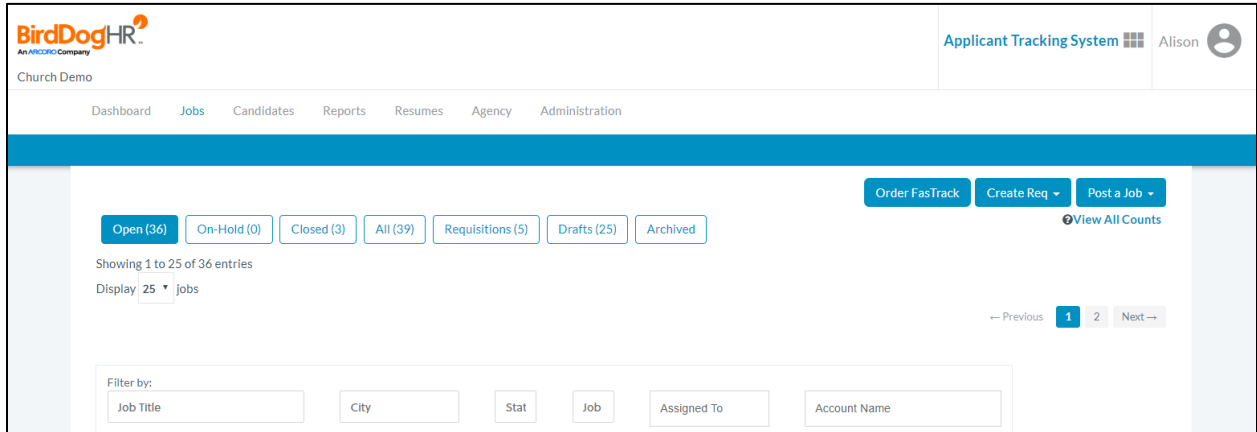 BirdDogHR™
An ARCORO Company
Applicant Tracking System Alison
Church Demo
Dashboard Jobs Candidates Reports Resumes Agency Administration
Order FasTrack Create Req Post a Job
View All Counts
Open (36) On-Hold (0) Closed (3) All (39) Requisitions (5) Drafts (25) Archived
Showing 1 to 25 of 36 entries
Display 25 jobs
← Previous 1 2 Next →
Filter by:
Job Title City Stat Job Assigned To Account Name